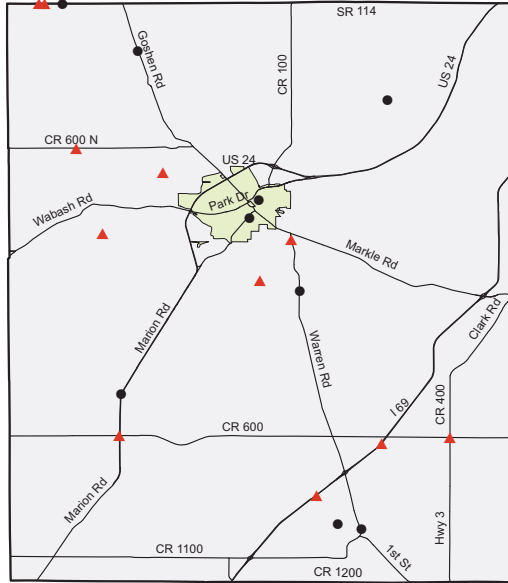 SR 114
Goshen Rd
CR 100
US 24
CR 600 N
US 24
Park Dr
Wabash Rd
Markle Rd
Marion Rd
Warren Rd
Clark Rd
I 69
CR 400
CR 600
Marion Rd
Hwy 3
CR 1100
1st St
CR 1200